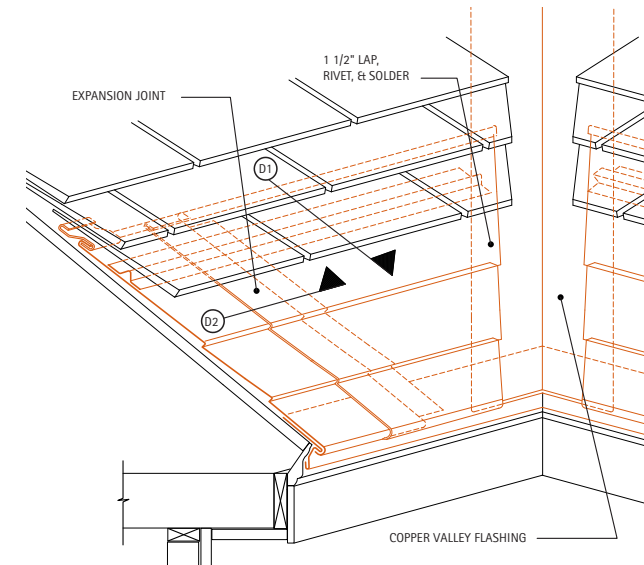 1 1/2" LAP,
RIVET, & SOLDER
EXPANSION JOINT
D1
D2
COPPER VALLEY FLASHING